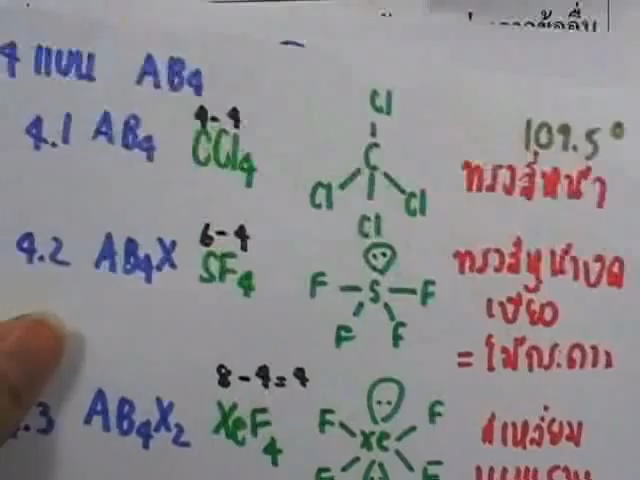 4 แบบ AB4
4.1 AB4 4-4 CCl4 Cl C Cl Cl Cl 109.5° ทรงสี่หน้า
4.2 AB4X 6-4 SF4 F S F F F ทรงสี่หน้าบิด
เบี้ยว
= ไม้กระดาน
.3 AB4X2 8-4=4 XeF4 F Xe F F F สี่เหลี่ยม